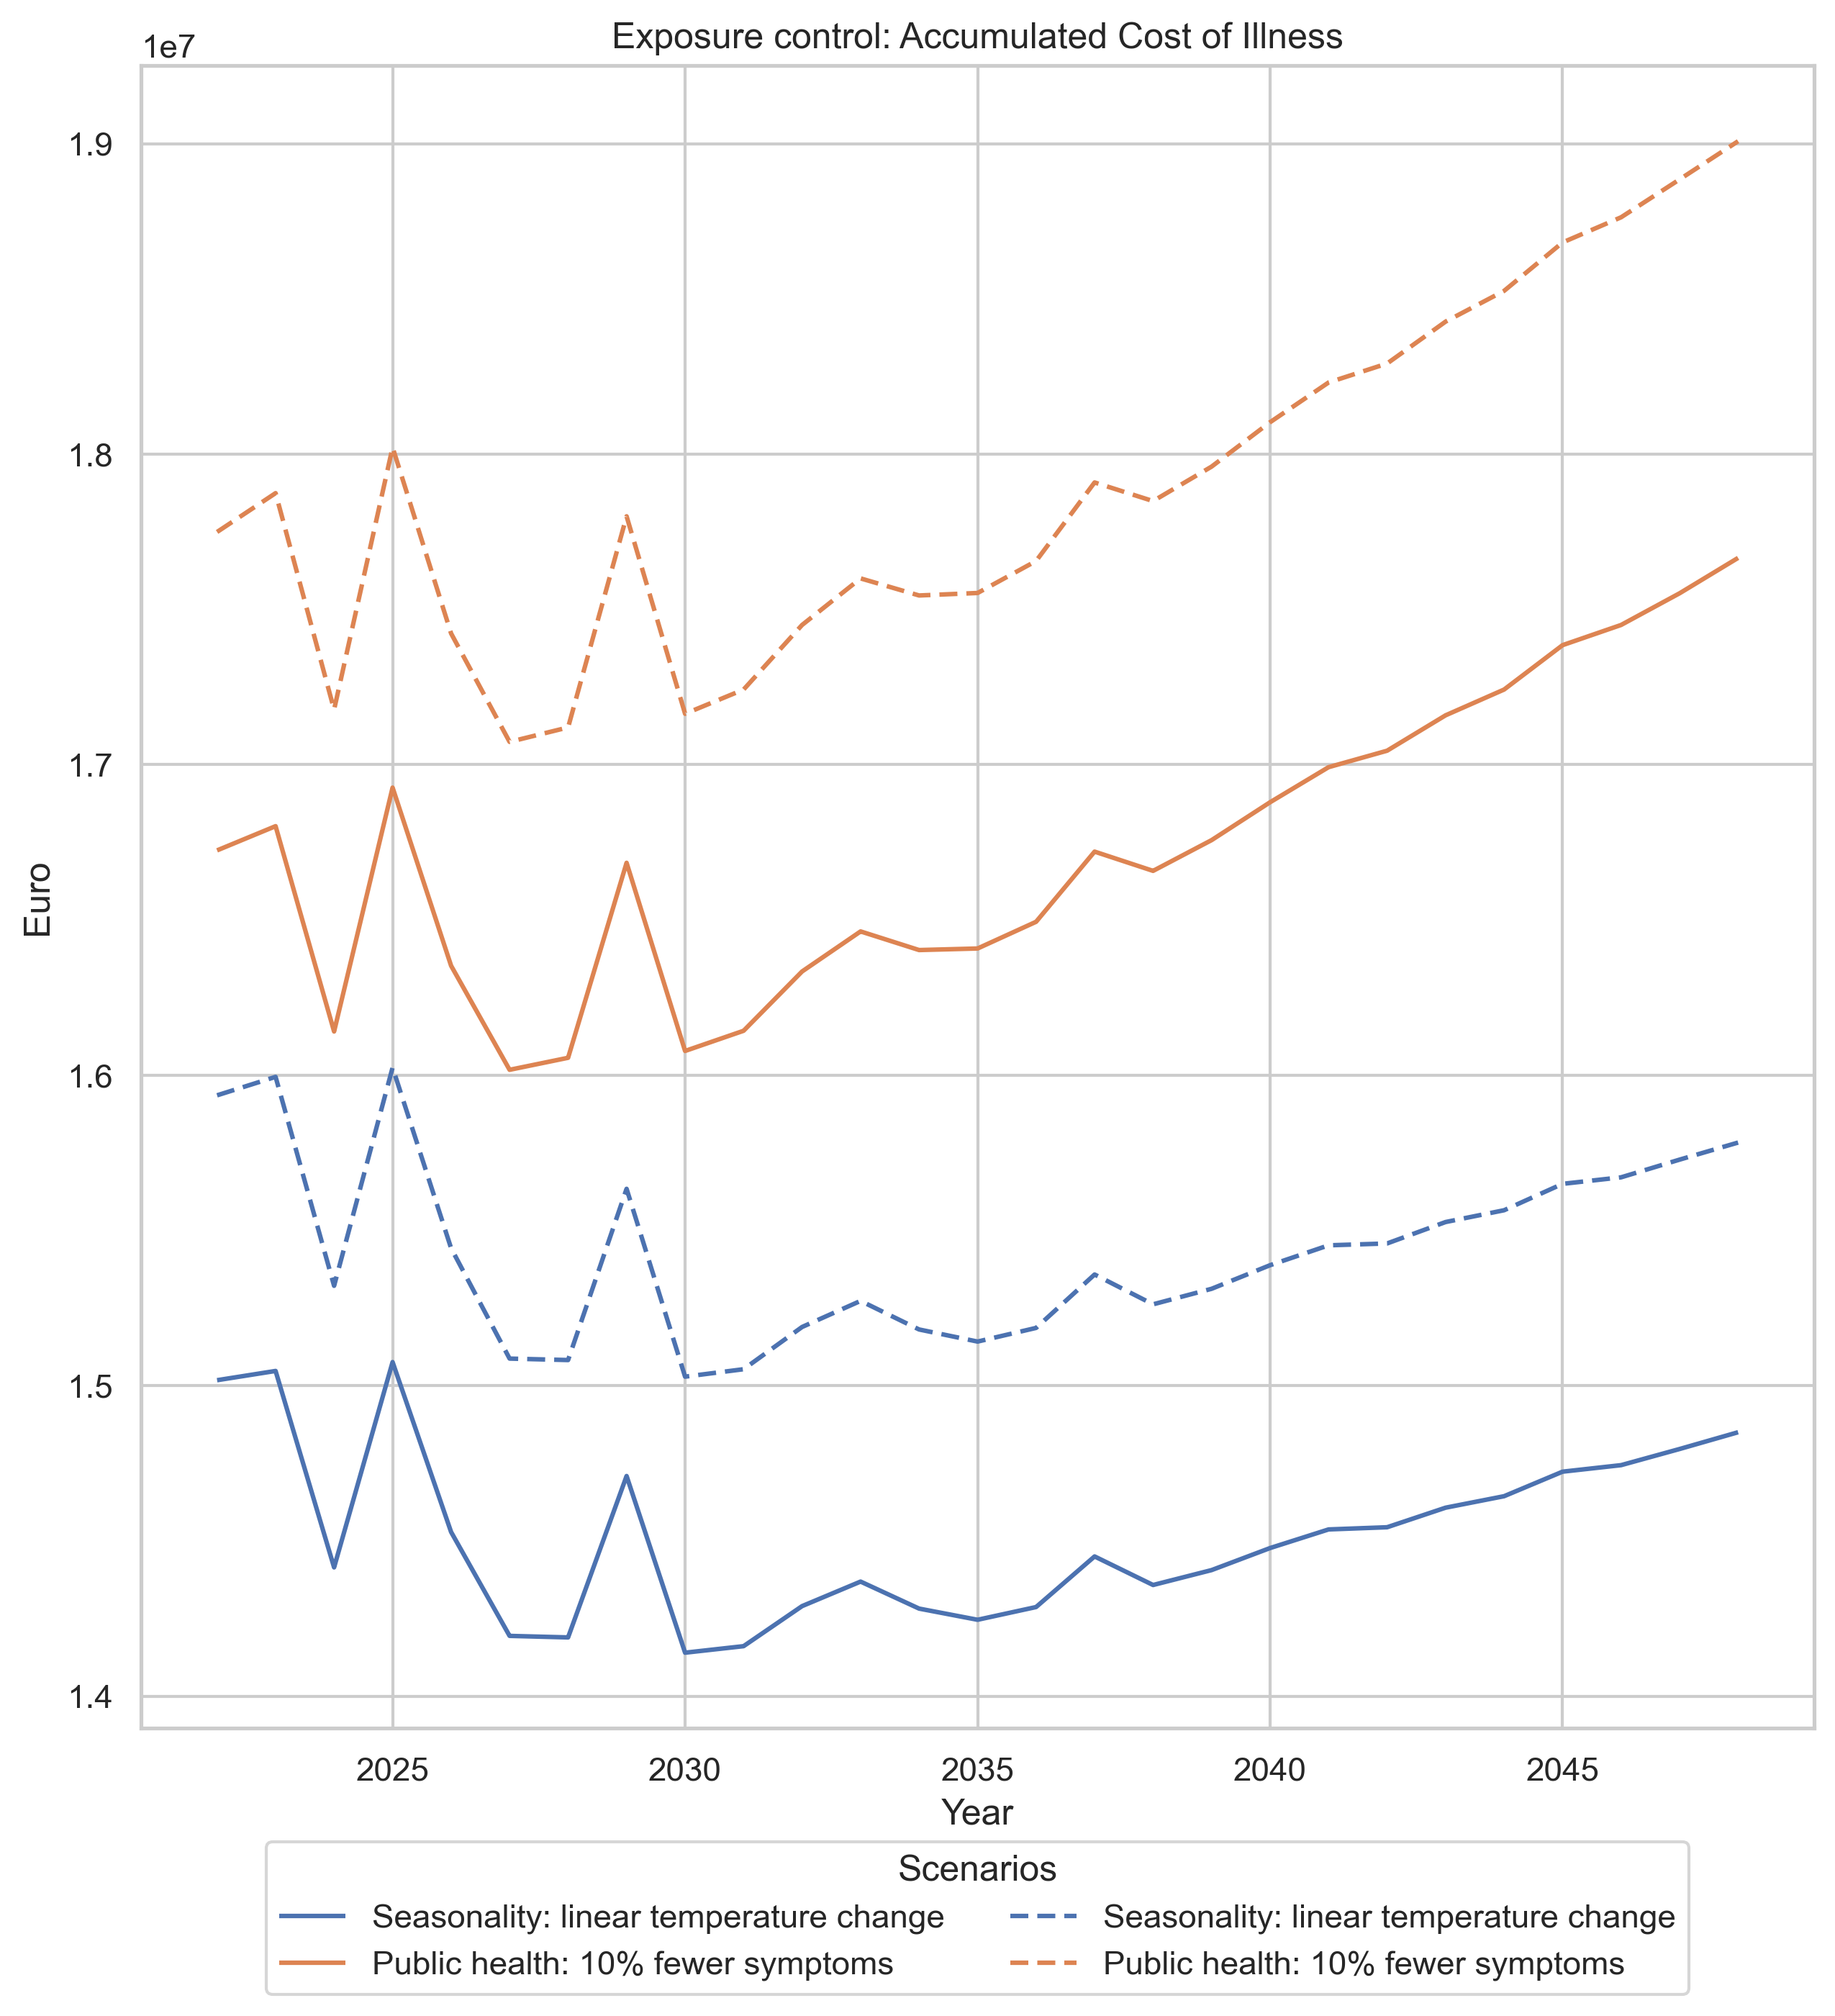 Exposure control: Accumulated Cost of Illness
1e7
1.9
1.8
1.7
1.6
1.5
1.4
Euro
2025 2030 2035 2040 2045
Year
Scenarios
Seasonality: linear temperature change Seasonality: linear temperature change
Public health: 10% fewer symptoms Public health: 10% fewer symptoms